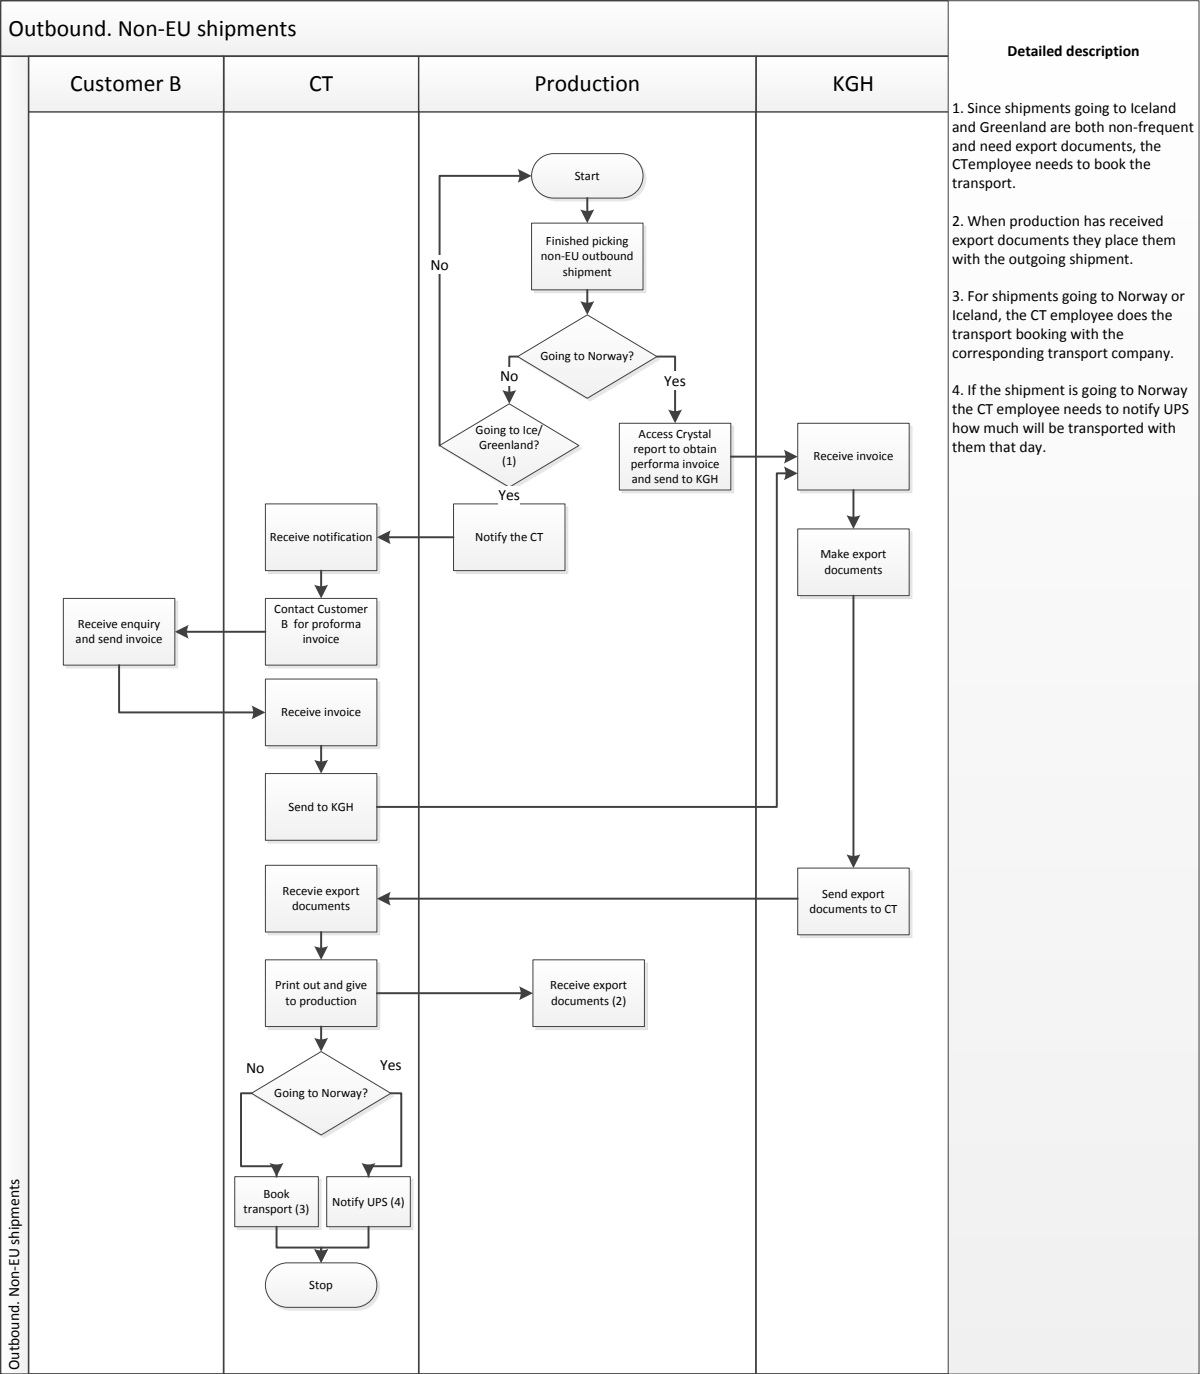 Outbound. Non-EU shipments
Customer B
CT
Production
KGH
Start
Finished picking
non-EU outbound
shipment
No
Going to Norway?
No
Yes
Going to Ice/
Greenland?
(1)
Access Crystal
report to obtain
performa invoice
and send to KGH
Receive invoice
Yes
Receive notification
Notify the CT
Make export
documents
Receive enquiry
and send invoice
Contact Customer
B  for proforma
invoice
Receive invoice
Send to KGH
Recevie export
documents
Send export
documents to CT
Print out and give
to production
Receive export
documents (2)
No
Yes
Going to Norway?
Book
transport (3)
Notify UPS (4)
Stop
Outbound. Non-EU shipments
Detailed description
1. Since shipments going to Iceland
and Greenland are both non-frequent
and need export documents, the
CTemployee needs to book the
transport.
2. When production has received
export documents they place them
with the outgoing shipment.
3. For shipments going to Norway or
Iceland, the CT employee does the
transport booking with the
corresponding transport company.
4. If the shipment is going to Norway
the CT employee needs to notify UPS
how much will be transported with
them that day.